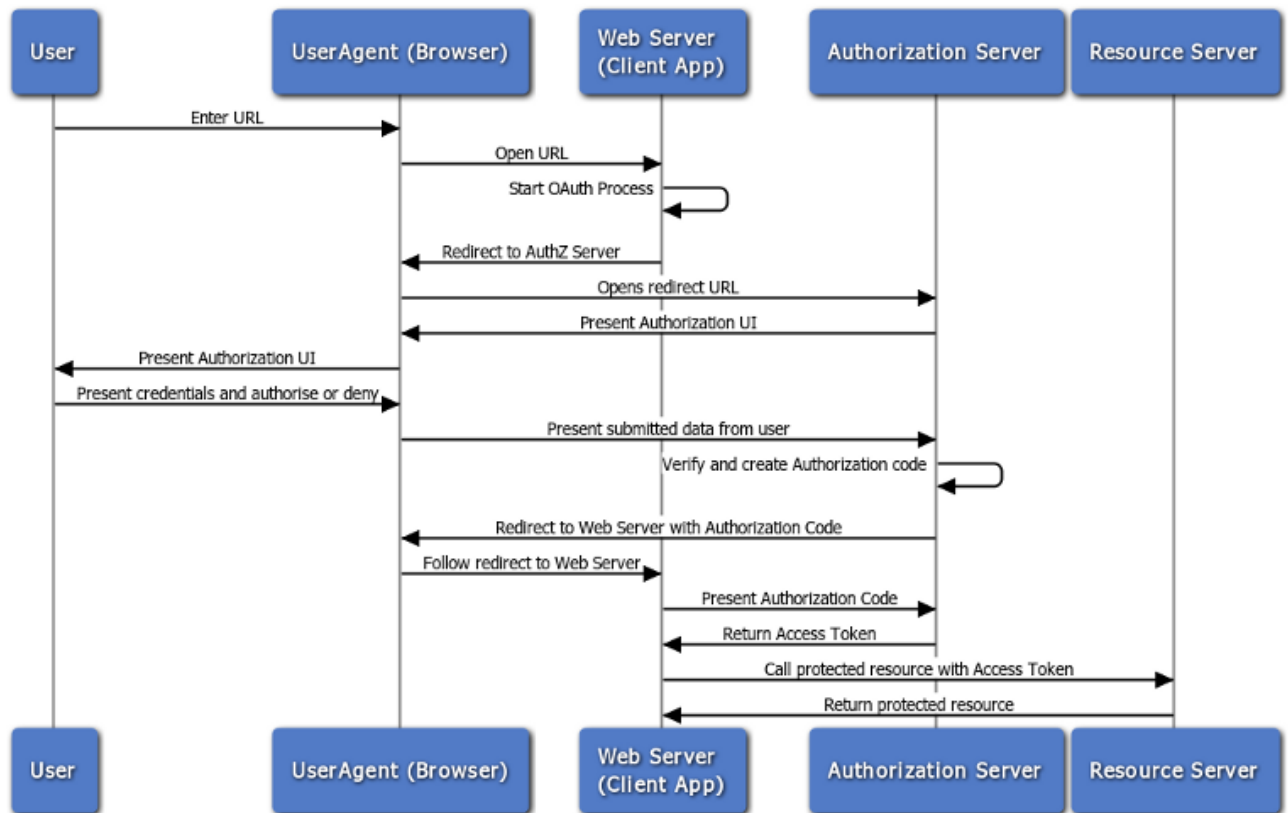 User
UserAgent (Browser)
Web Server
(Client App)
Authorization Server
Resource Server
Enter URL
Open URL
Start OAuth Process
Redirect to AuthZ Server
Opens redirect URL
Present Authorization UI
Present Authorization UI
Present credentials and authorise or deny
Present submitted data from user
Verify and create Authorization code
Redirect to Web Server with Authorization Code
Follow redirect to Web Server
Present Authorization Code
Return Access Token
Call protected resource with Access Token
Return protected resource
User
UserAgent (Browser)
Web Server
(Client App)
Authorization Server
Resource Server